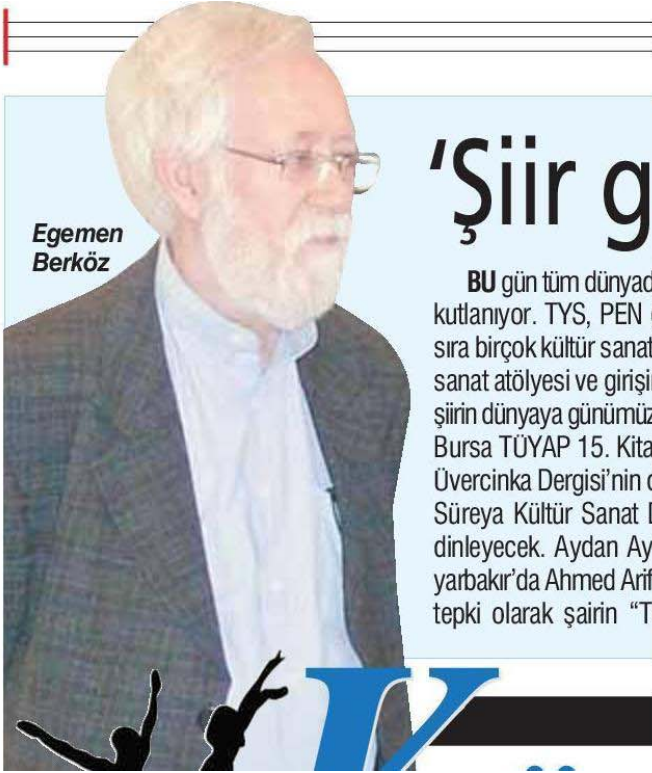 Egemen
Berköz
‘Şiir g
BU gün tüm dünyad
kutlanıyor. TYS, PEN
sıra birçok kültür sanat
sanat atölyesi ve girişi
şiirin dünyaya günümüz
Bursa TÜYAP 15. Kita
Üvercinka Dergisi’nin
Süreya Kültür Sanat
dinleyecek. Aydan Ay
yarbakır’da Ahmed Arif
tepki olarak şairin “T
K